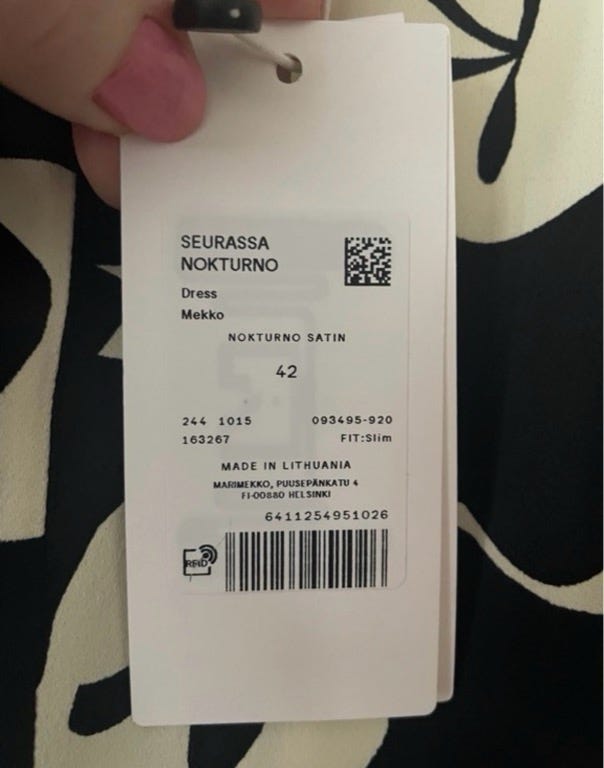 SEURASSA
NOKTURNO
Dress
Mekko
NOKTURNO SATIN
42
244 1015 093495-920
163267 FIT:Slim
MADE IN LITHUANIA
MARIMEKKO, PUUSEPÄNKATU 4
FI-00880 HELSINKI
6411254951026
RFID